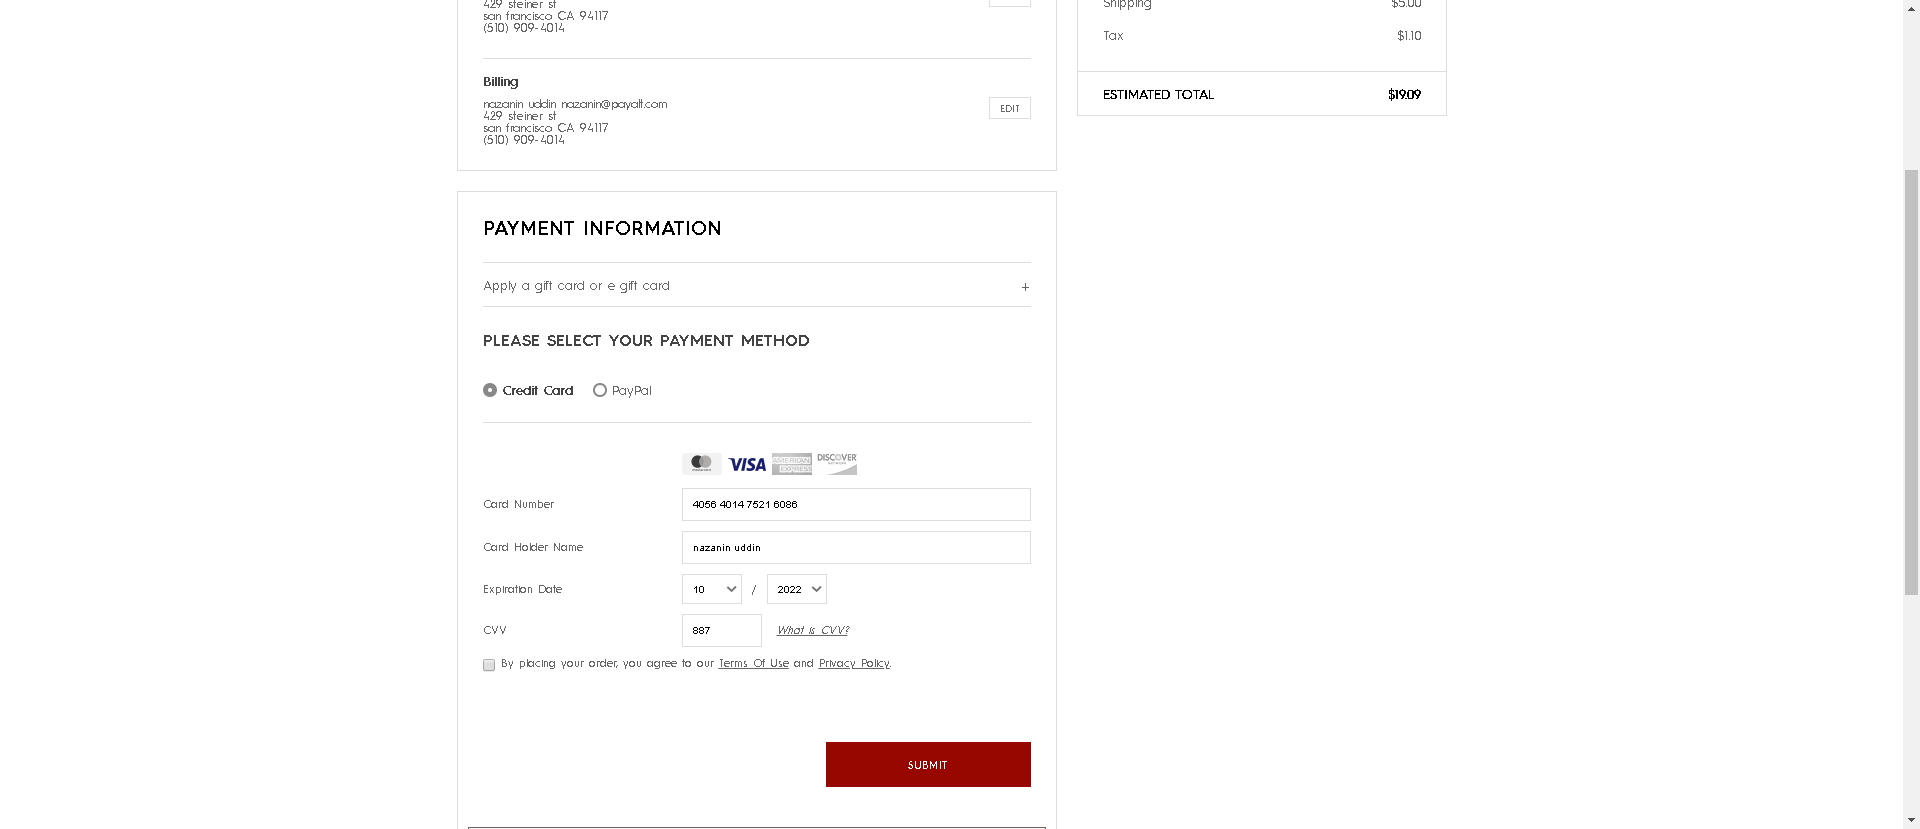 429 steiner st
san francisco CA 94117
(510) 909-4014
Billing
nazanin uddin nazanin@payalt.com
429 steiner st
san francisco CA 94117
(510) 909-4014
EDIT
Shipping $5.00
Tax $1.10
ESTIMATED TOTAL $19.09
PAYMENT INFORMATION
Apply a gift card or e gift card +
PLEASE SELECT YOUR PAYMENT METHOD
Credit Card PayPal
VISA AMERICAN EXPRESS DISCOVER
Card Number 4056 4014 7521 6086
Card Holder Name nazanin uddin
Expiration Date 10 / 2022
CVV 887 What is CVV?
By placing your order, you agree to our Terms Of Use and Privacy Policy.
SUBMIT